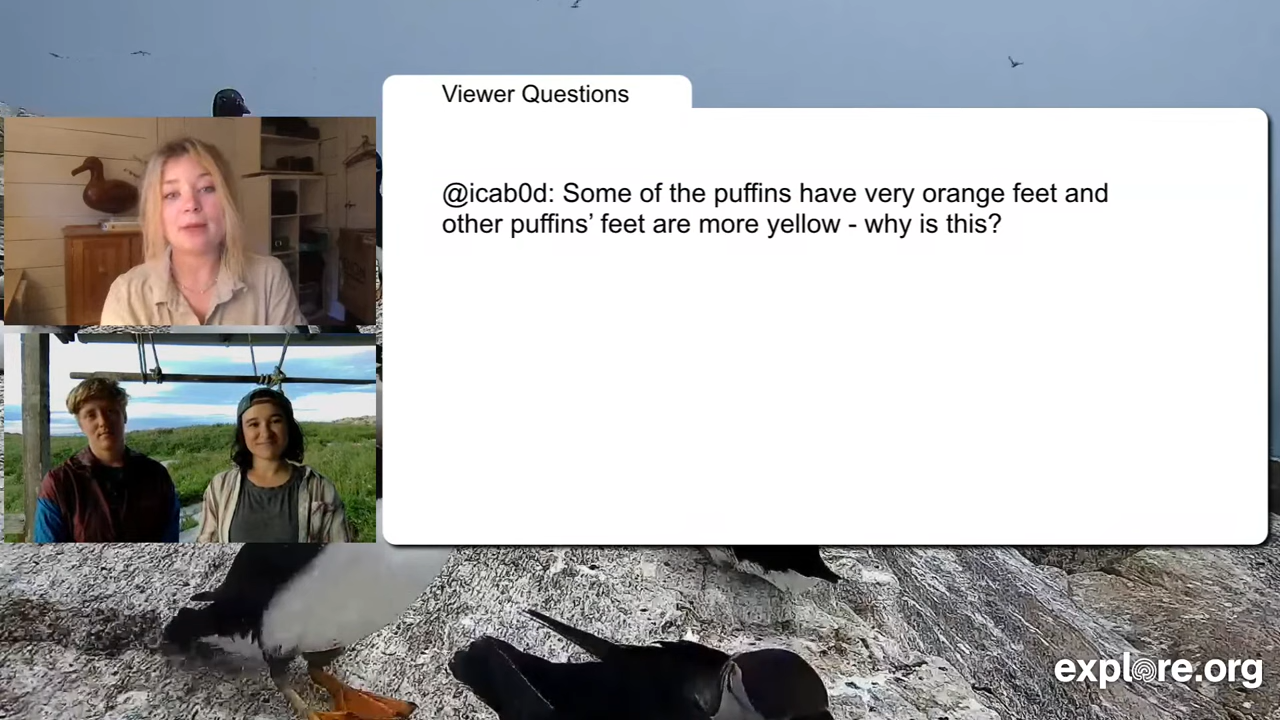 Viewer Questions
@icab0d: Some of the puffins have very orange feet and
other puffins’ feet are more yellow - why is this?
explore.org